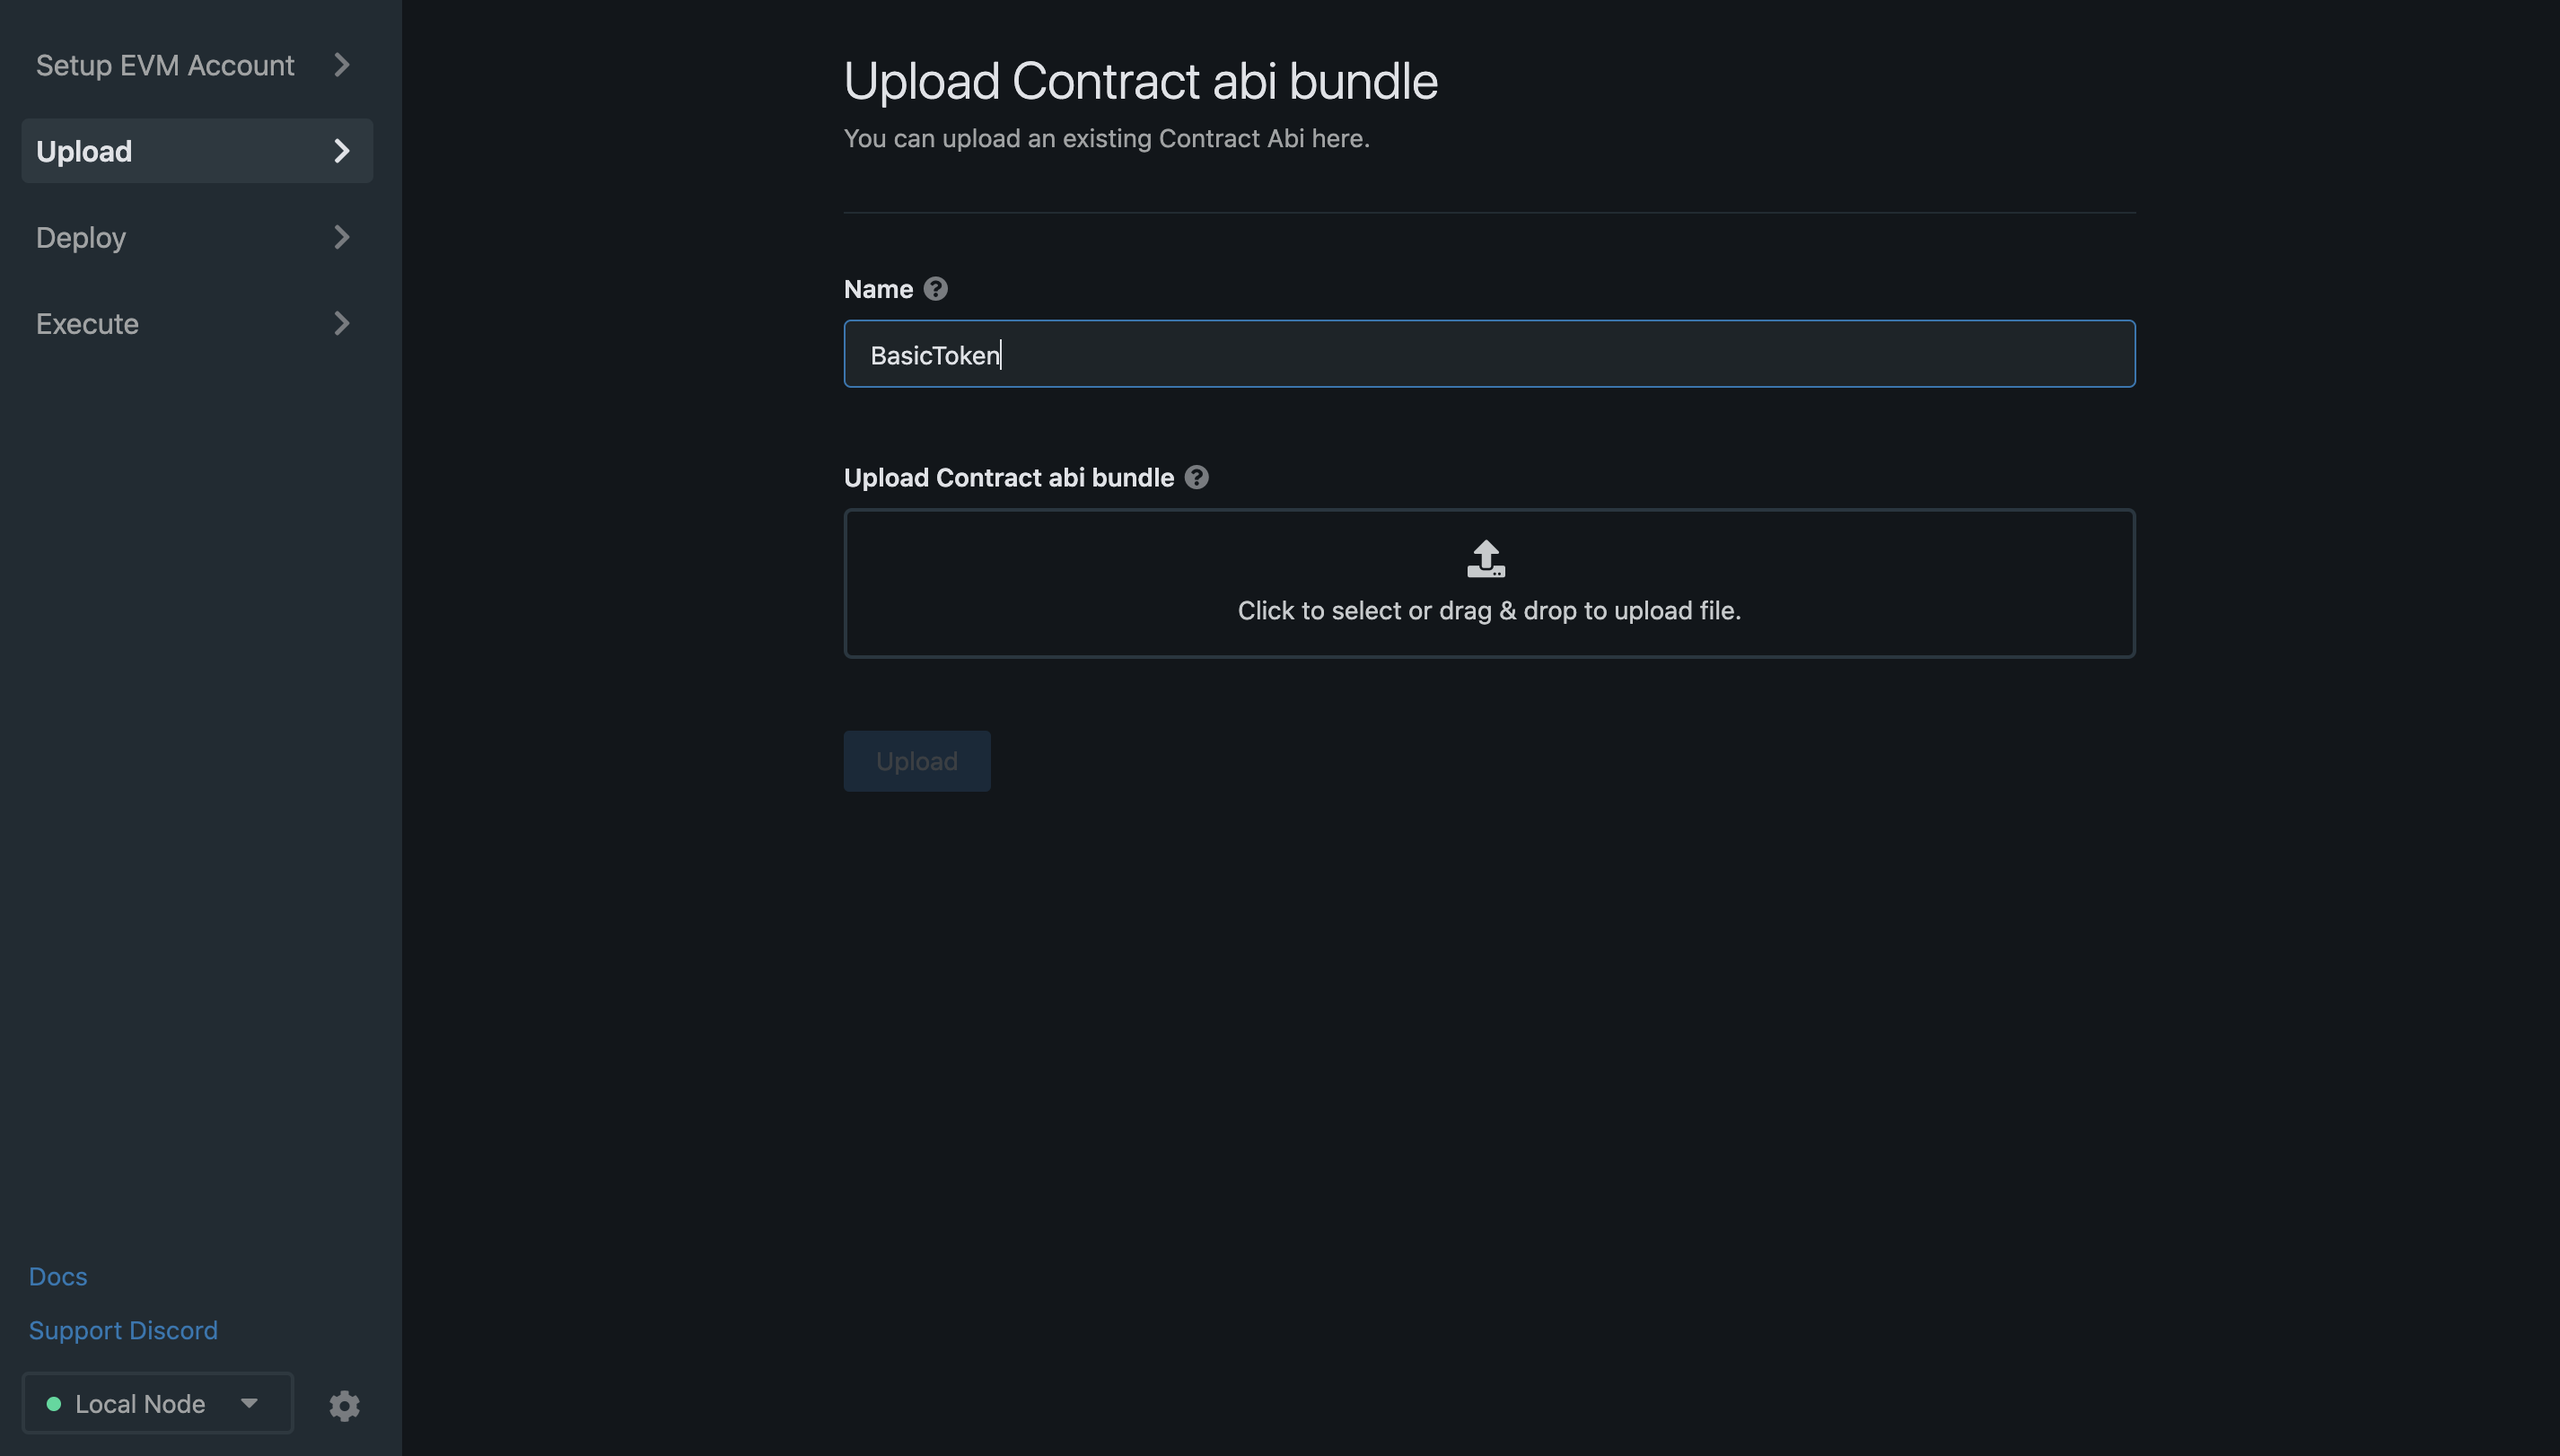 Setup EVM Account
Upload
Deploy
Execute
Docs
Support Discord
Local Node
Upload Contract abi bundle
You can upload an existing Contract Abi here.
Name
BasicToken
Upload Contract abi bundle
Click to select or drag & drop to upload file.
Upload